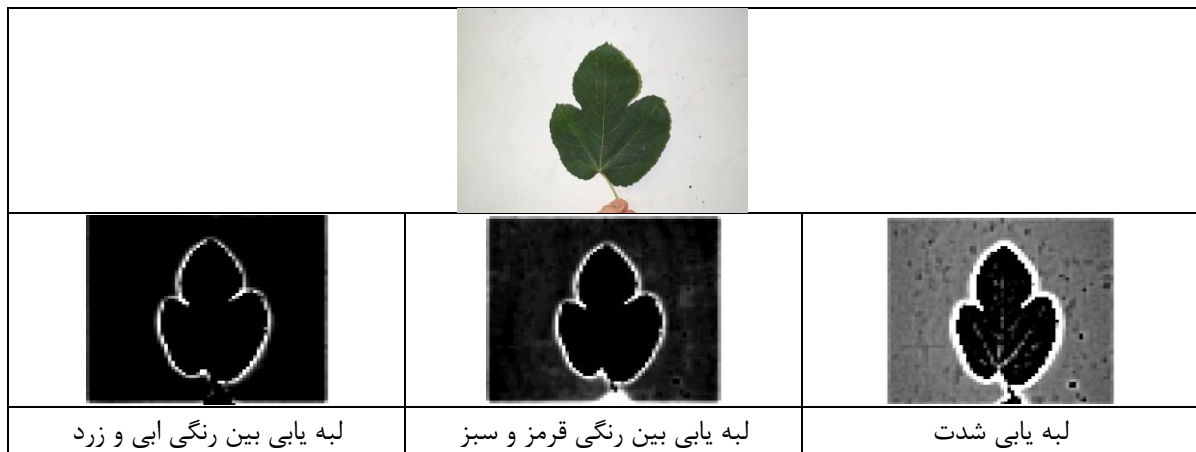 لبه یابی شدت
لبه یابی بین رنگی قرمز و سبز
لبه یابی بین رنگی ابی و زرد